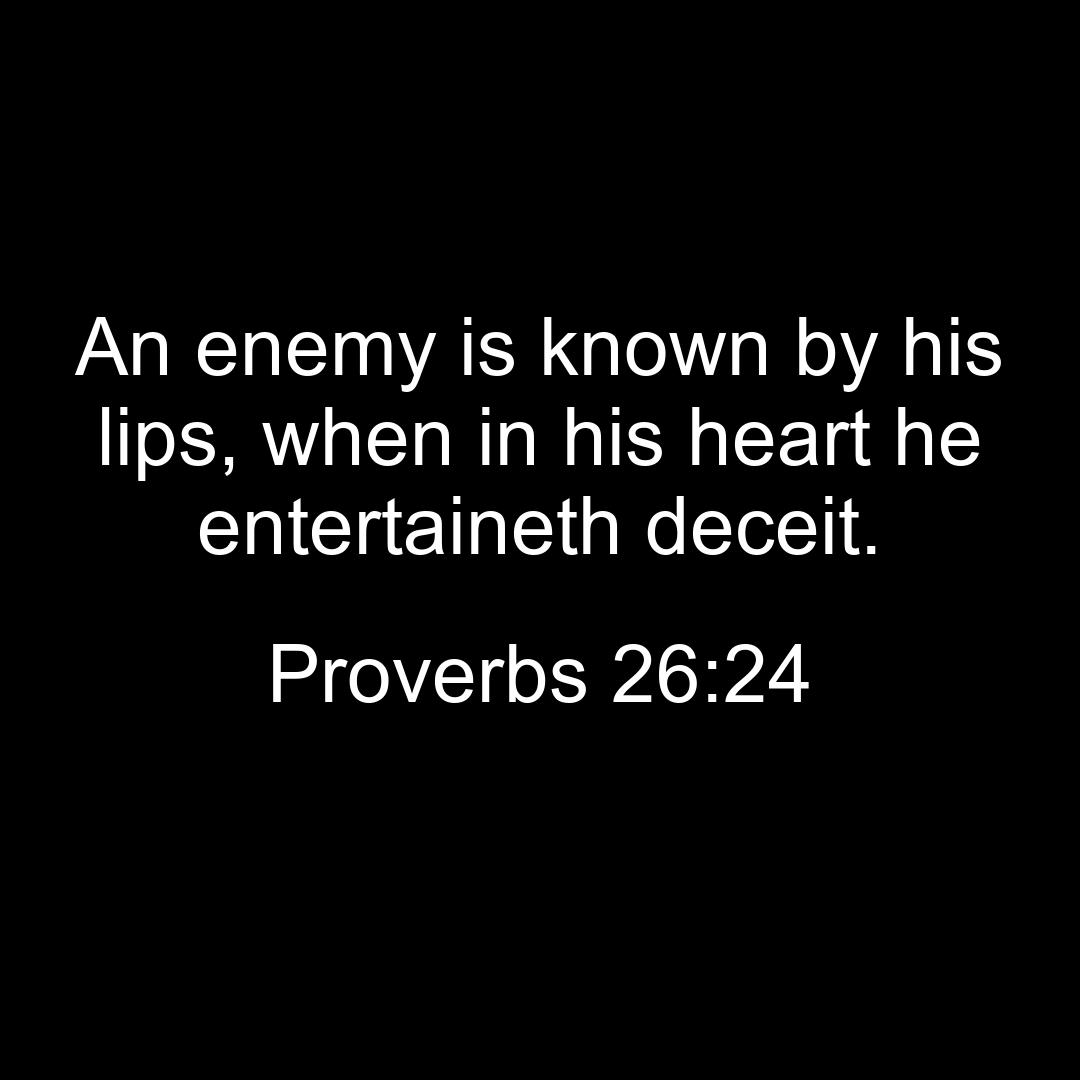 An enemy is known by his
lips, when in his heart he
entertaineth deceit.
Proverbs 26:24